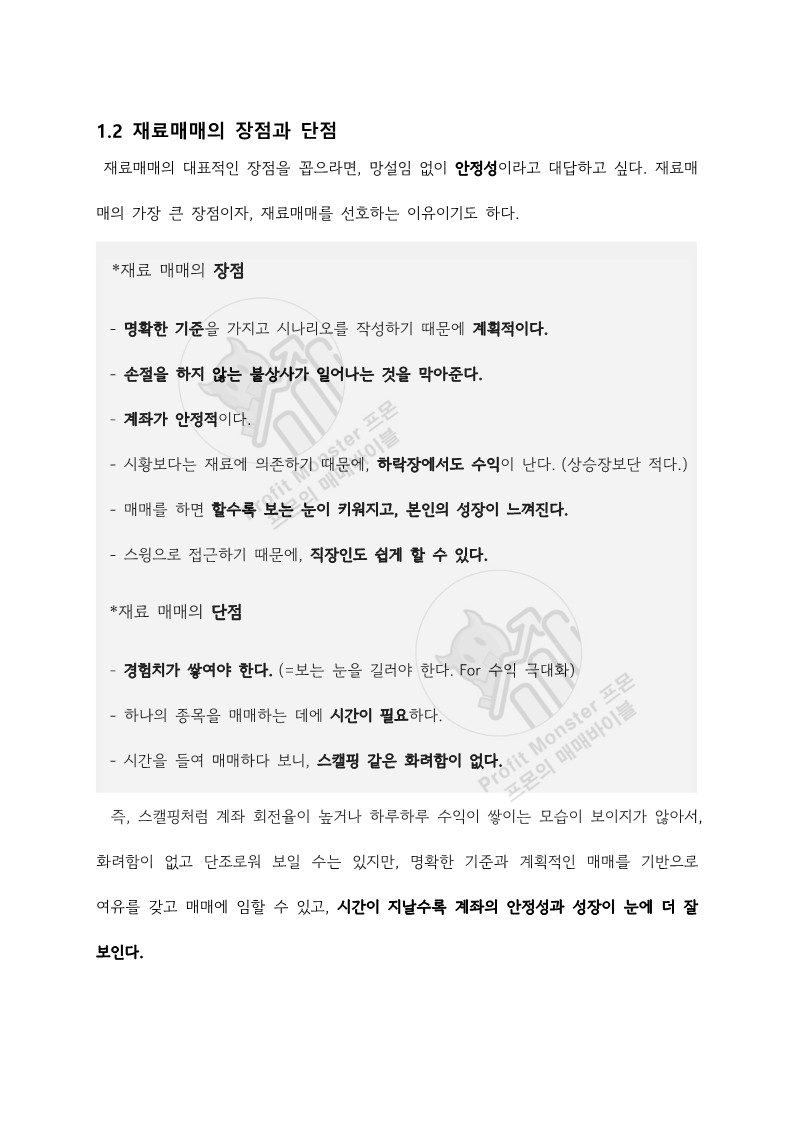 1.2 재료매매의 장점과 단점
재료매매의 대표적인 장점을 꼽으라면, 망설임 없이 안정성이라고 대답하고 싶다. 재료매
매의 가장 큰 장점이자, 재료매매를 선호하는 이유이기도 하다.
*재료 매매의 장점
- 명확한 기준을 가지고 시나리오를 작성하기 때문에 계획적이다.
- 손절을 하지 않는 불상사가 일어나는 것을 막아준다.
- 계좌가 안정적이다.
- 시황보다는 재료에 의존하기 때문에, 하락장에서도 수익이 난다. (상승장보단 적다.)
- 매매를 하면 할수록 보는 눈이 키워지고, 본인의 성장이 느껴진다.
- 스윙으로 접근하기 때문에, 직장인도 쉽게 할 수 있다.
Profit Monster 프몬
프몬의 매매바이블
*재료 매매의 단점
- 경험치가 쌓여야 한다. (=보는 눈을 길러야 한다. For 수익 극대화)
- 하나의 종목을 매매하는 데에 시간이 필요하다.
- 시간을 들여 매매하다 보니, 스캘핑 같은 화려함이 없다.
Profit Monster 프몬
프몬의 매매바이블
즉, 스캘핑처럼 계좌 회전율이 높거나 하루하루 수익이 쌓이는 모습이 보이지가 않아서,
화려함이 없고 단조로워 보일 수는 있지만, 명확한 기준과 계획적인 매매를 기반으로
여유를 갖고 매매에 임할 수 있고, 시간이 지날수록 계좌의 안정성과 성장이 눈에 더 잘
보인다.